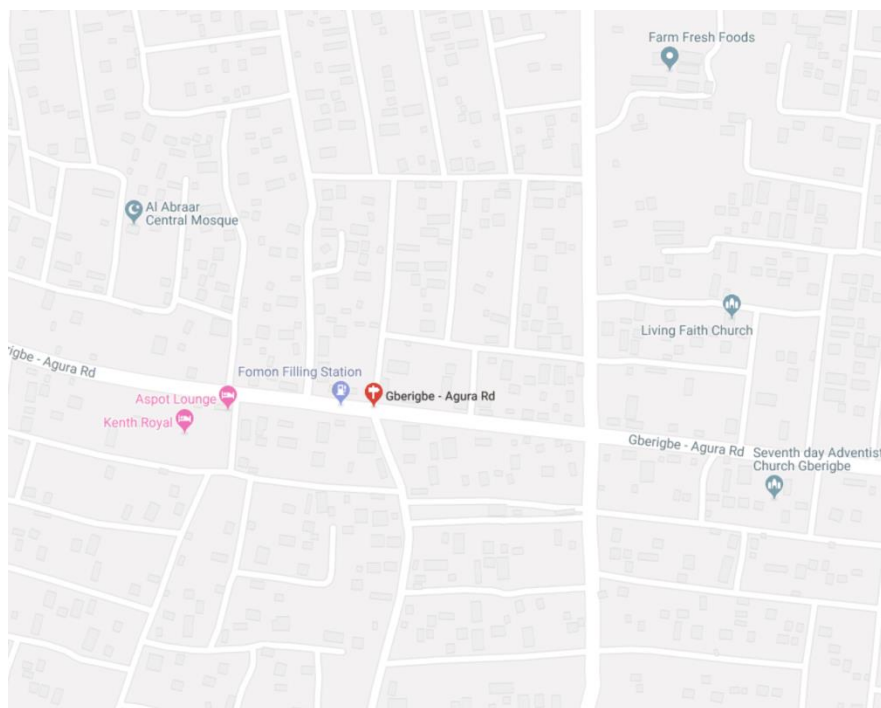 Farm Fresh Foods
Al Abraar
Central Mosque
Living Faith Church
rigbe - Agura Rd
Fomon Filling Station
Aspot Lounge
Gberigbe - Agura Rd
Kenth Royal
Gberigbe - Agura Rd
Seventh day Adventist
Church Gberigbe